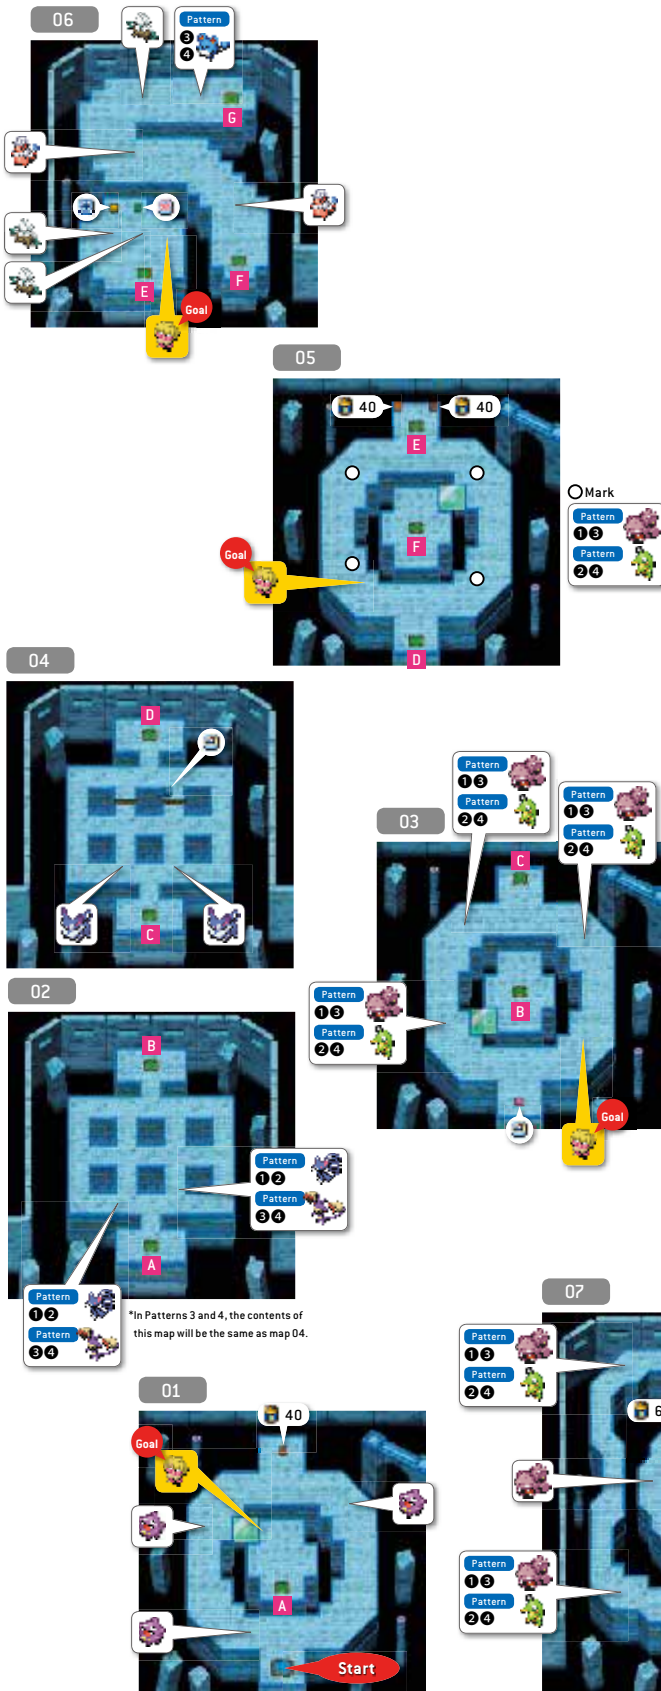 06
Pattern
❸
❹
G
E
F
Goal
05
40
40
E
Mark
Pattern
❶❸
Pattern
❷❹
F
Goal
D
04
D
C
03
Pattern
❶❸
Pattern
❷❹
Pattern
❶❸
Pattern
❷❹
C
Pattern
❶❸
Pattern
❷❹
B
Goal
02
B
Pattern
❶❷
Pattern
❸❹
A
Pattern
❶❷
Pattern
❸❹
*In Patterns 3 and 4, the contents of
this map will be the same as map 04.
07
Pattern
❶❸
Pattern
❷❹
6
Pattern
❶❸
Pattern
❷❹
01
40
Goal
A
Start